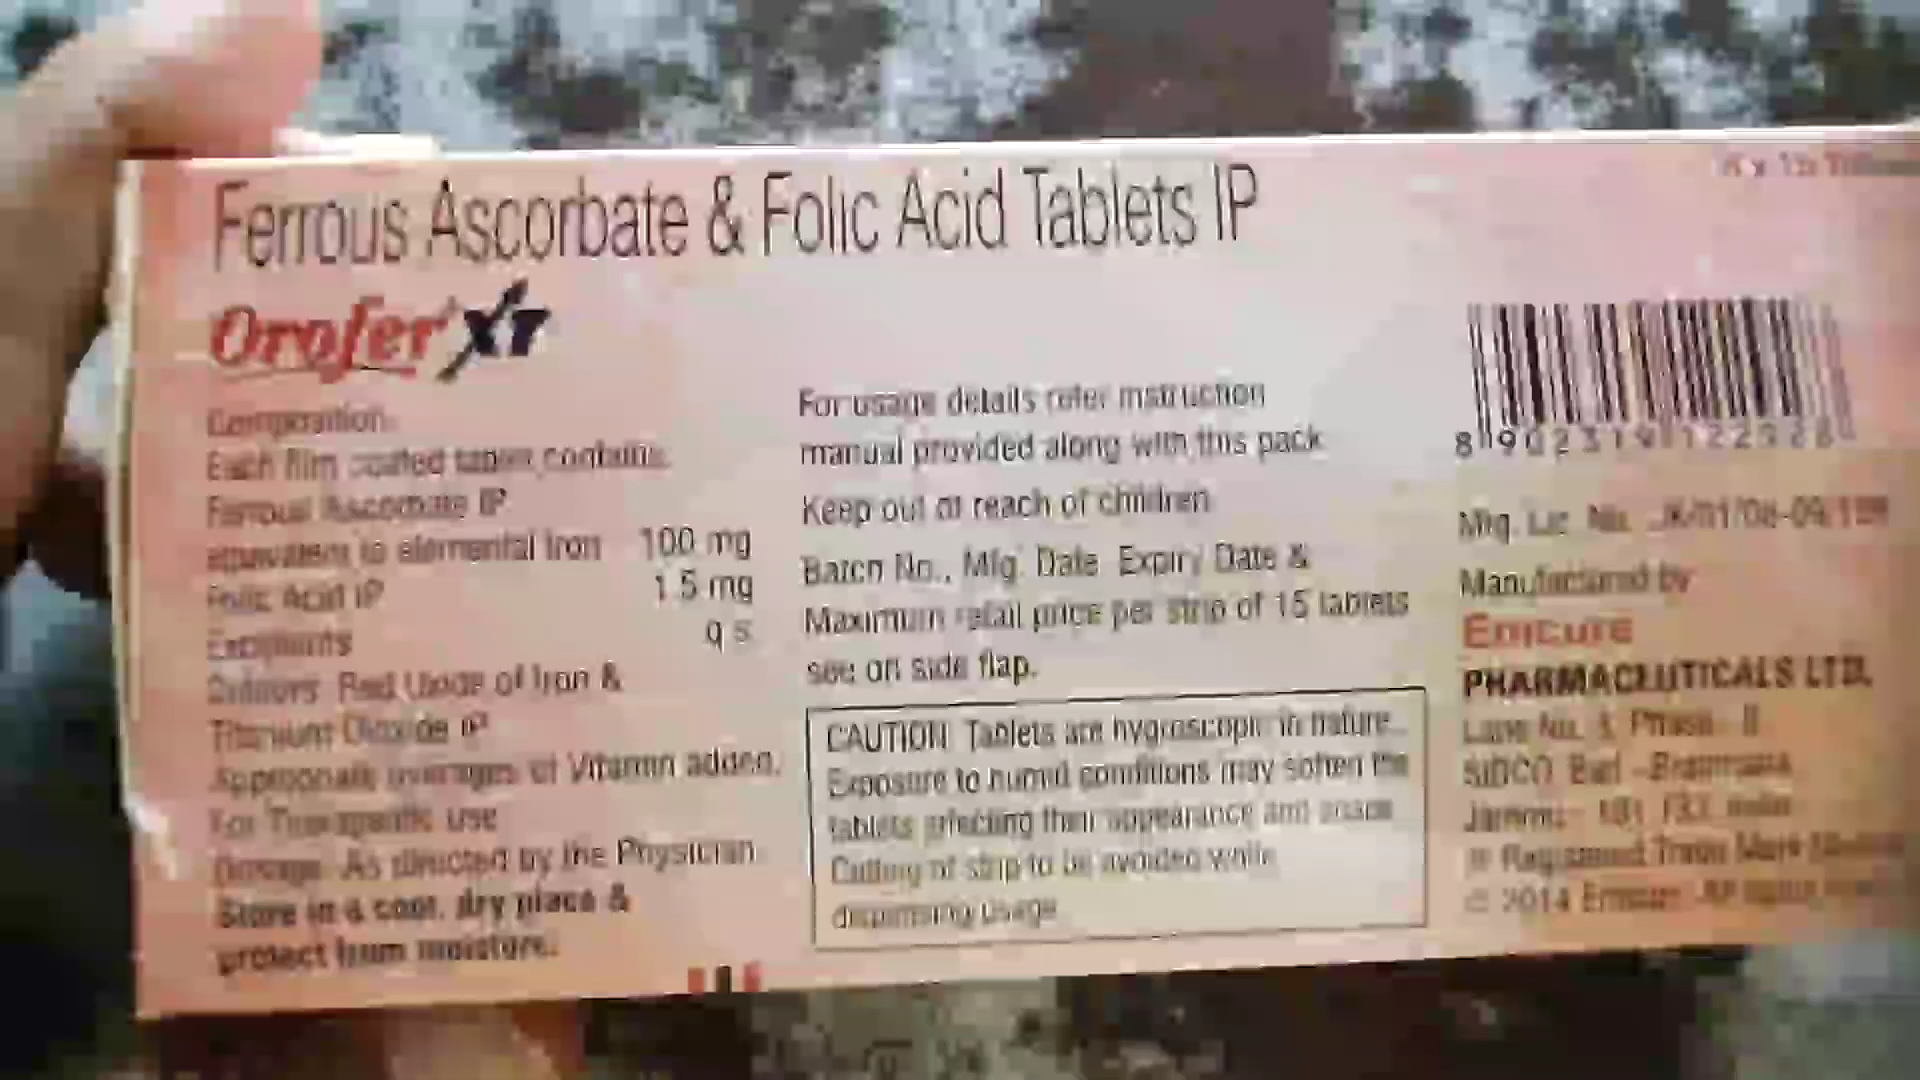 Ferrous Ascorbate & Folic Acid Tablets IP
Orofer XT
Composition
Each film coated tablet contains
Ferrous Ascorbate IP
equivalent to elemental Iron 100 mg
Folic Acid IP 1.5 mg
Excipients q s
Colours Red Oxide of Iron &
Titanium Dioxide IP
Appropriate overages of Vitamin added.
For Therapeutic use
Dosage As directed by the Physician
Store in a cool, dry place &
protect from moisture.
For usage details refer instruction
manual provided along with this pack
Keep out of reach of children
Batch No., Mfg. Date Expiry Date &
Maximum retail price per strip of 15 tablets
see on side flap.
CAUTION Tablets are hygroscopic in nature.
Exposure to humid conditions may soften the
tablets affecting their appearance and shape
Cutting of strip to be avoided while
dispensing usage
Mfg. Lic. No.
Manufactured by
Emcure
PHARMACEUTICALS LTD.
Lane No. 3, Phase - II
SIDCO, Bari - Brahmana
Jammu
® Registered Trade Mark
© 2014 Emcure